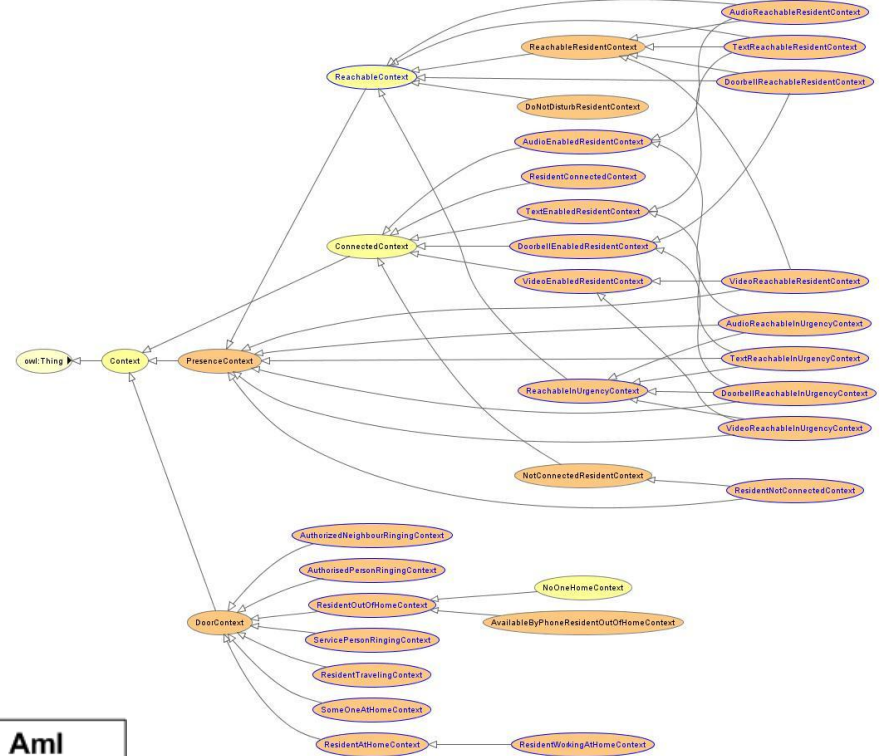 AudioReachableResidentContext
ReachableResidentContext
TextReachableResidentContext
ReachableContext
DoorbellReachableResidentContext
DoNotDisturbResidentContext
AudioEnabledResidentContext
ResidentConnectedContext
TextEnabledResidentContext
ConnectedContext
DoorbellEnabledResidentContext
VideoEnabledResidentContext
VideoReachableResidentContext
AudioReachableInUrgencyContext
owl:Thing
Context
PresenceContext
TextReachableInUrgencyContext
ReachableInUrgencyContext
DoorbellReachableInUrgencyContext
VideoReachableInUrgencyContext
NotConnectedResidentContext
ResidentNotConnectedContext
AuthorizedNeighbourRingingContext
AuthorisedPersonRingingContext
NoOneHomeContext
ResidentOutOfHomeContext
DoorContext
AvailableByPhoneResidentOutOfHomeContext
ServicePersonRingingContext
ResidentTravelingContext
SomeOneAtHomeContext
ResidentAtHomeContext
ResidentWorkingAtHomeContext
AmI